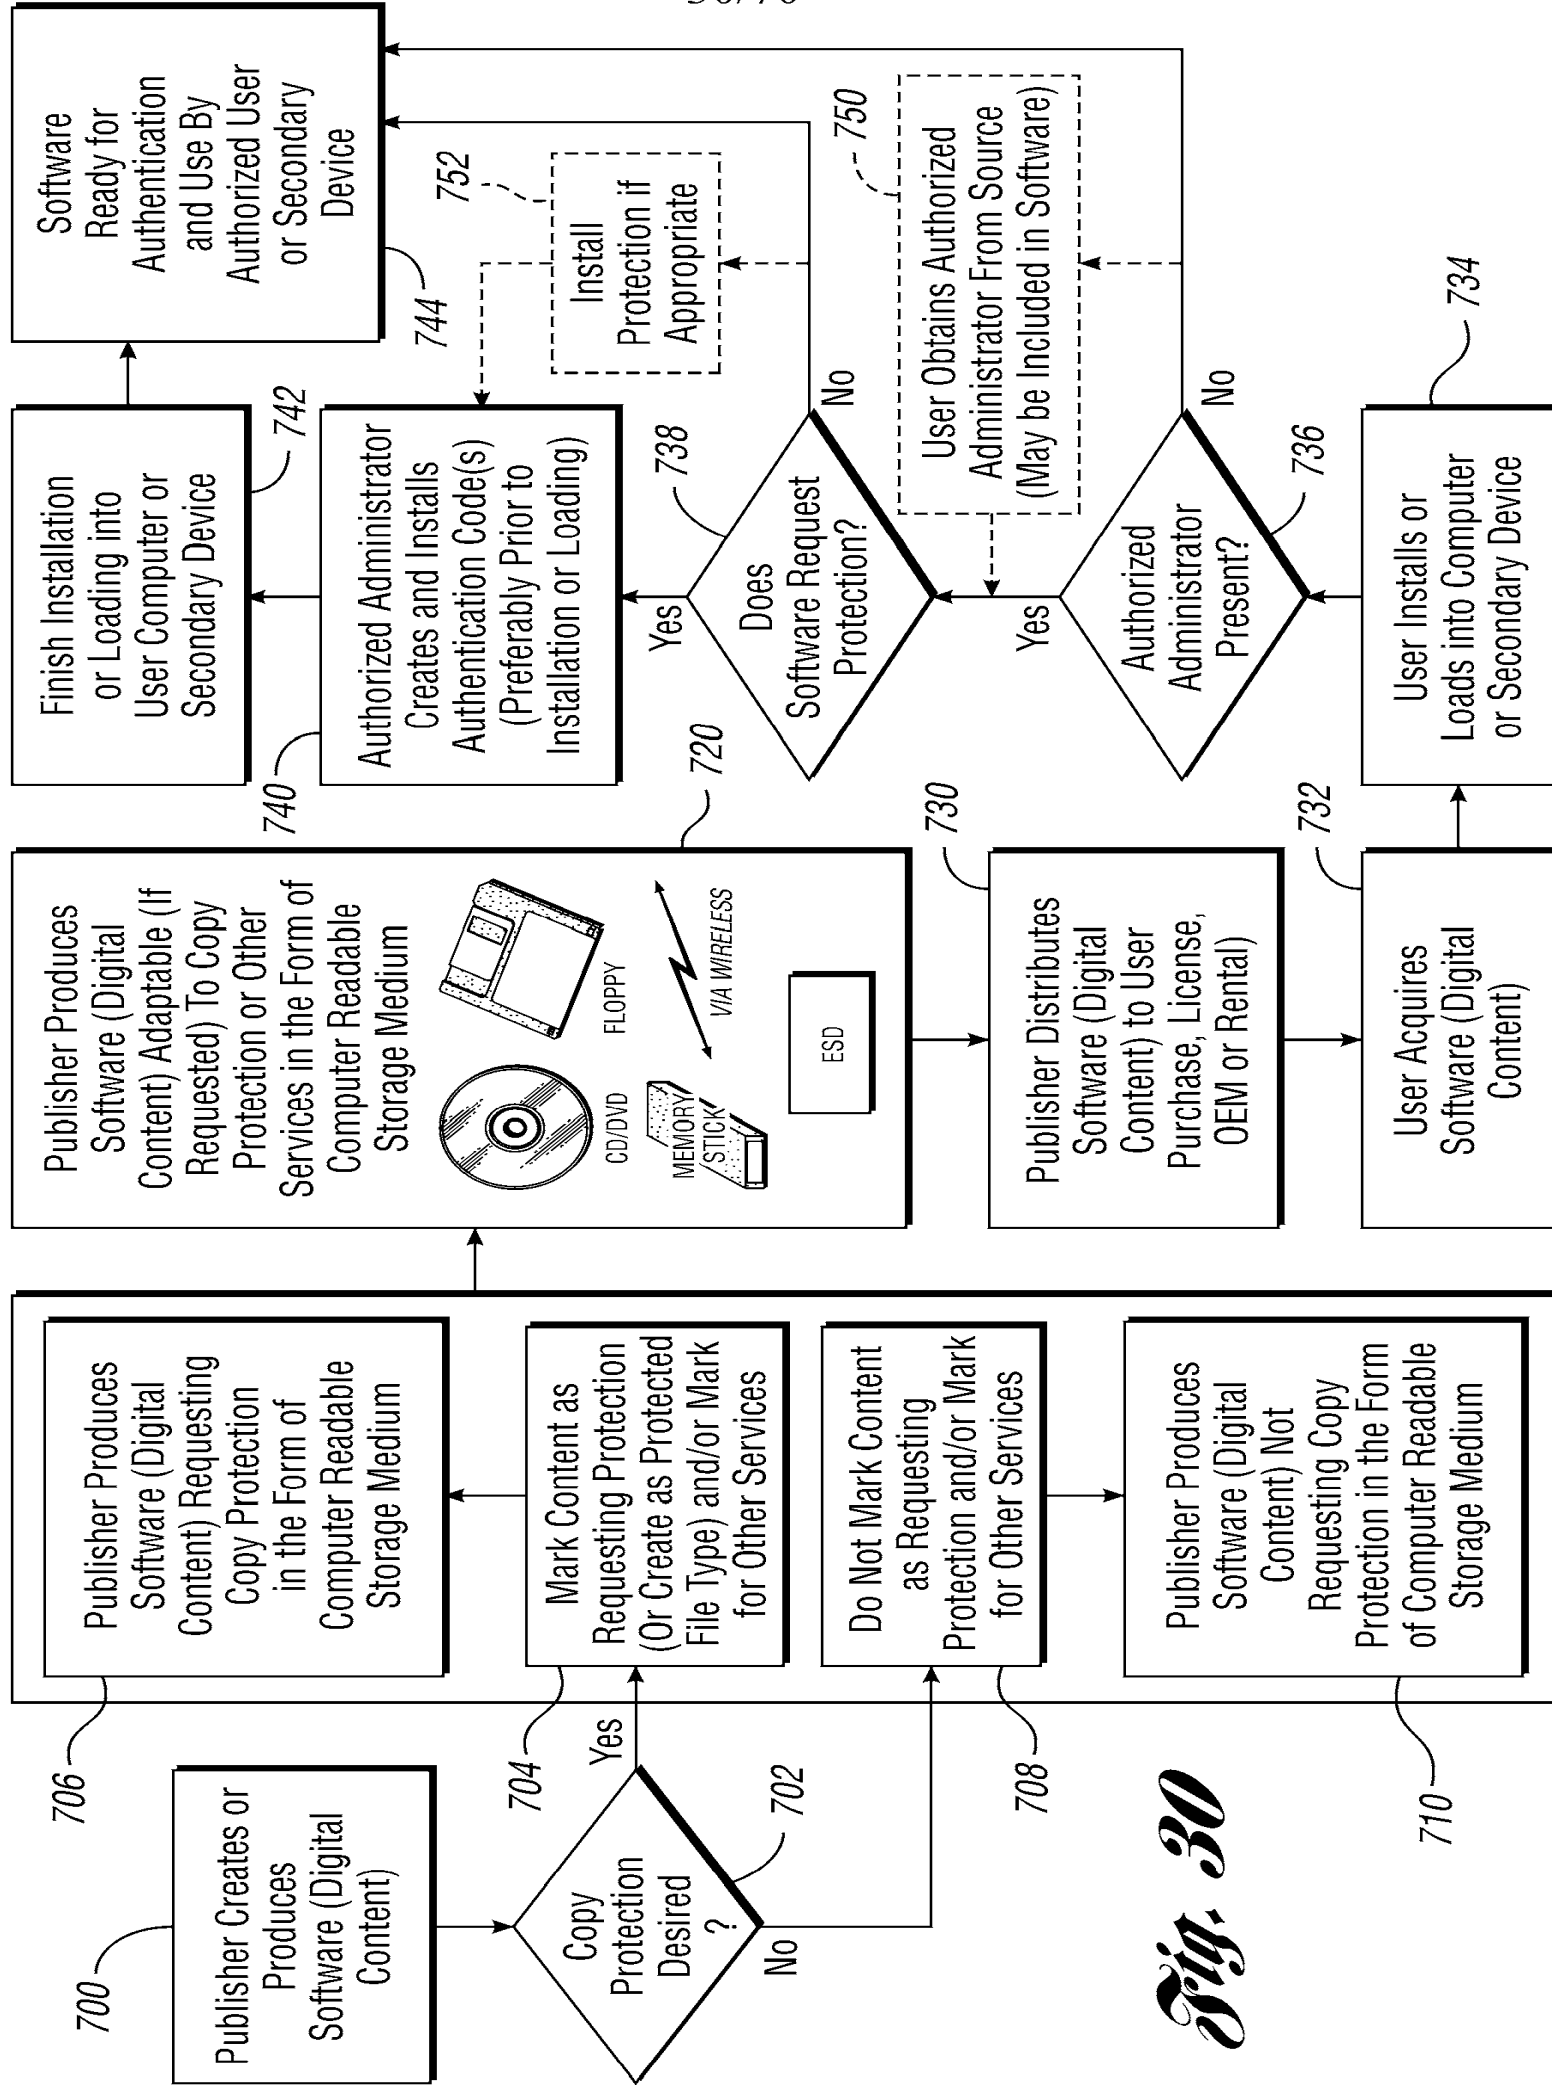 700
Publisher Creates or
Produces
Software (Digital
Content)
Copy
Protection
Desired
?
702
Yes
No
706
Publisher Produces
Software (Digital
Content) Requesting
Copy Protection
in the Form of
Computer Readable
Storage Medium
704
Mark Content as
Requesting Protection
(Or Create as Protected
File Type) and/or Mark
for Other Services
708
Do Not Mark Content
as Requesting
Protection and/or Mark
for Other Services
710
Publisher Produces
Software (Digital
Content) Not
Requesting Copy
Protection in the Form
of Computer Readable
Storage Medium
720
Publisher Produces
Software (Digital
Content) Adaptable (If
Requested) To Copy
Protection or Other
Services in the Form of
Computer Readable
Storage Medium
CD/DVD
FLOPPY
MEMORY
STICK
VIA WIRELESS
ESD
730
Publisher Distributes
Software (Digital
Content) to User
Purchase, License,
OEM or Rental)
732
User Acquires
Software (Digital
Content)
734
User Installs or
Loads into Computer
or Secondary Device
736
Authorized
Administrator
Present?
Yes
No
750
User Obtains Authorized
Administrator From Source
(May be Included in Software)
738
Does
Software Request
Protection?
Yes
No
752
Install
Protection if
Appropriate
740
Authorized Administrator
Creates and Installs
Authentication Code(s)
(Preferably Prior to
Installation or Loading)
742
Finish Installation
or Loading into
User Computer or
Secondary Device
744
Software
Ready for
Authentication
and Use By
Authorized User
or Secondary
Device
Fig. 30